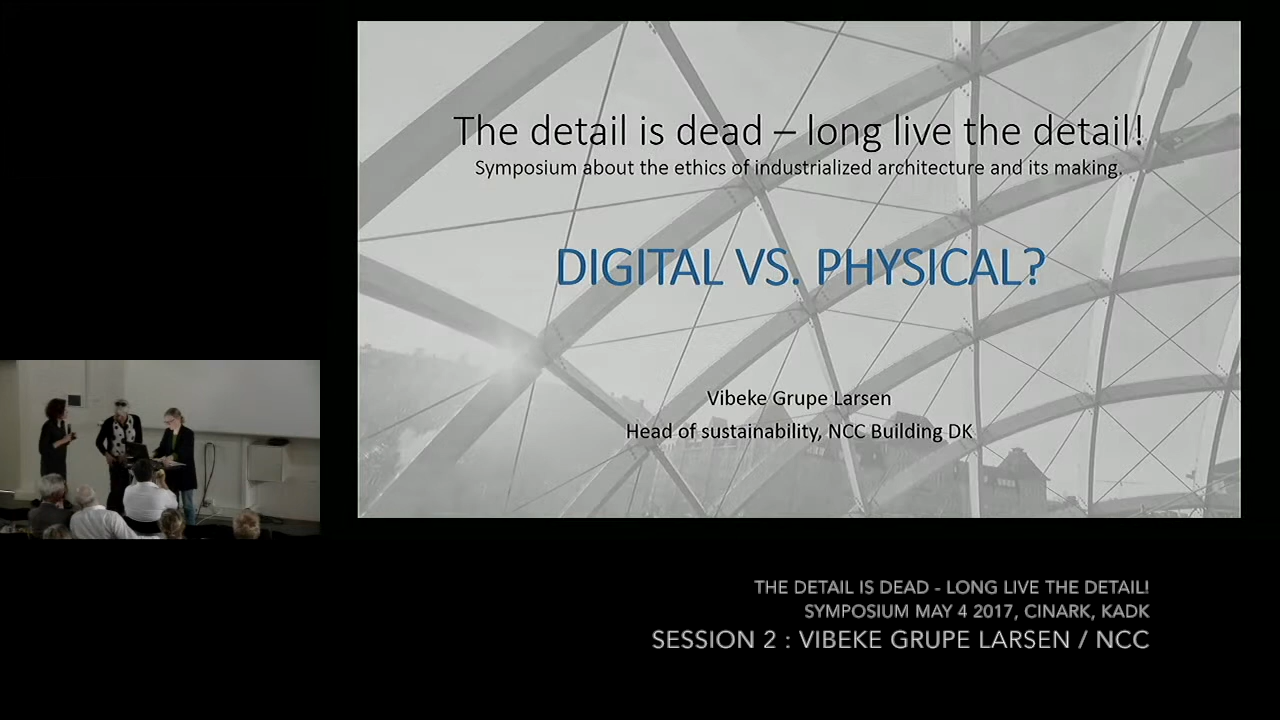 The detail is dead – long live the detail!
Symposium about the ethics of industrialized architecture and its making.
DIGITAL VS. PHYSICAL?
Vibeke Grupe Larsen
Head of sustainability, NCC Building DK
THE DETAIL IS DEAD - LONG LIVE THE DETAIL!
SYMPOSIUM MAY 4 2017, CINARK, KADK
SESSION 2 : VIBEKE GRUPE LARSEN / NCC